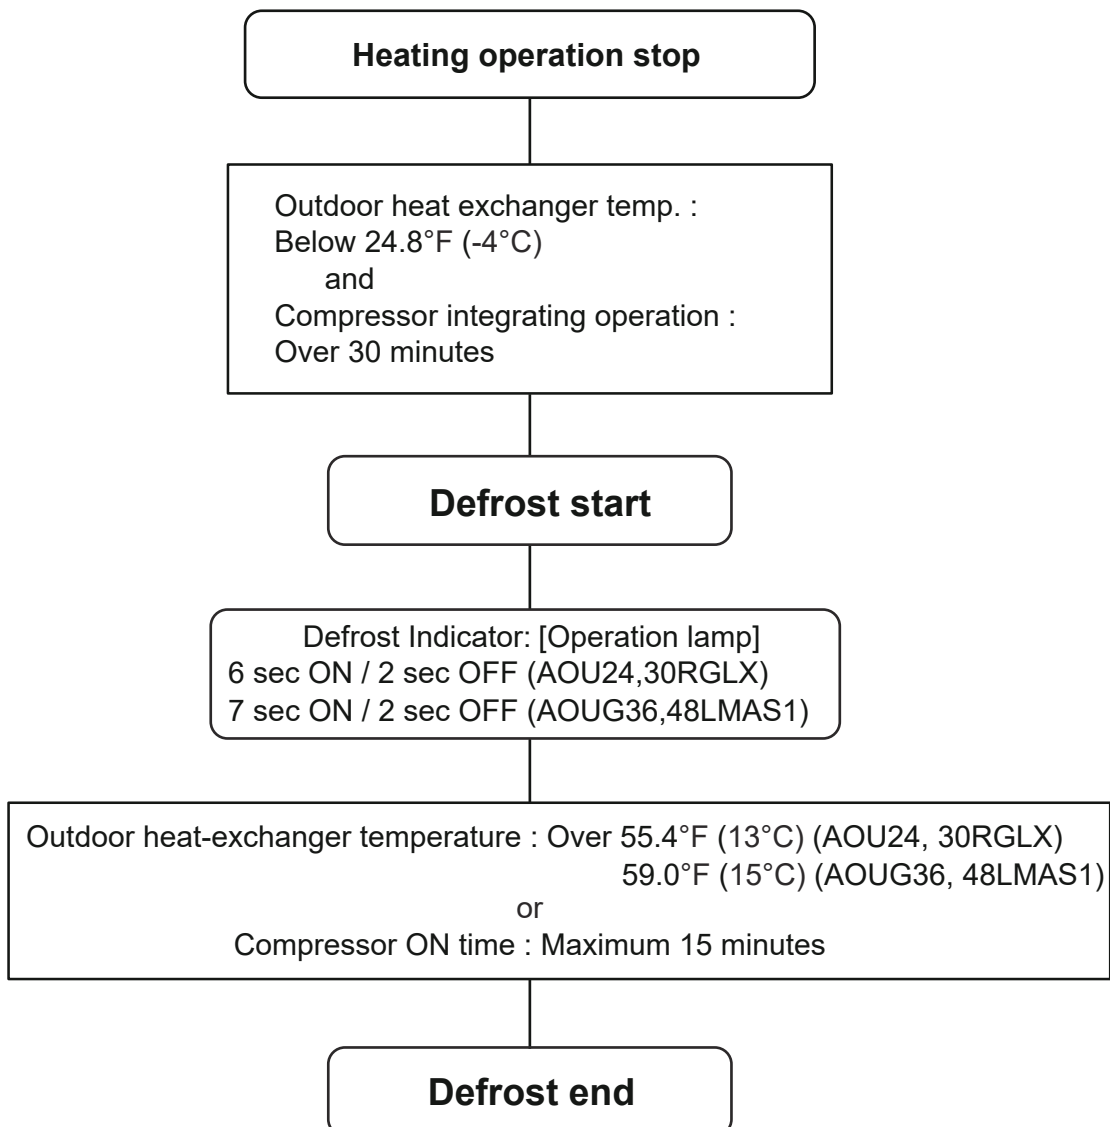 Heating operation stop
Outdoor heat exchanger temp. :
Below 24.8°F (-4°C)
and
Compressor integrating operation :
Over 30 minutes
Defrost start
Defrost Indicator: [Operation lamp]
6 sec ON / 2 sec OFF (AOU24,30RGLX)
7 sec ON / 2 sec OFF (AOUG36,48LMAS1)
Outdoor heat-exchanger temperature : Over 55.4°F (13°C) (AOU24, 30RGLX)
59.0°F (15°C) (AOUG36, 48LMAS1)
or
Compressor ON time : Maximum 15 minutes
Defrost end